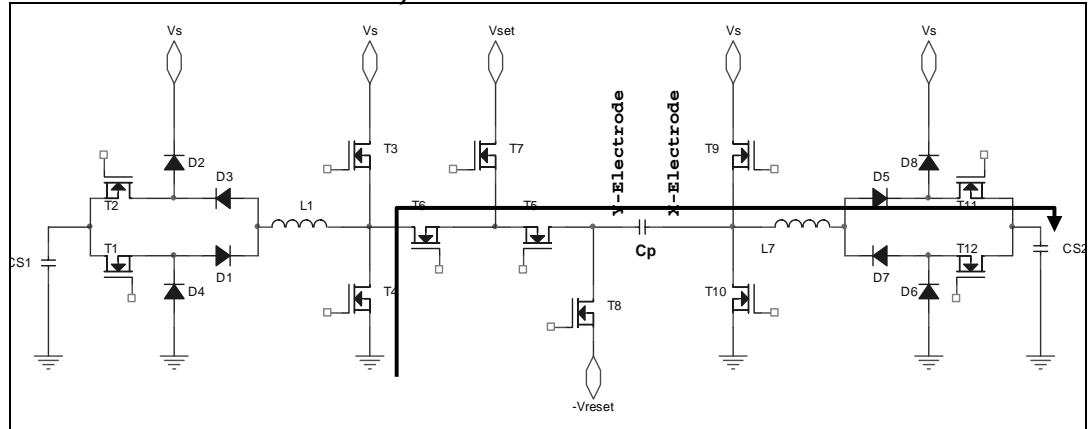 Vs
Vs
Vset
Vs
Vs
Y-Electrode
X-Electrode
T3
T7
T9
D2
D3
T2
D5
D8
T11
L1
T6
T5
Cp
L7
T1
D1
D4
CS1
T4
T8
T10
D7
T12
D6
CS2
-Vreset